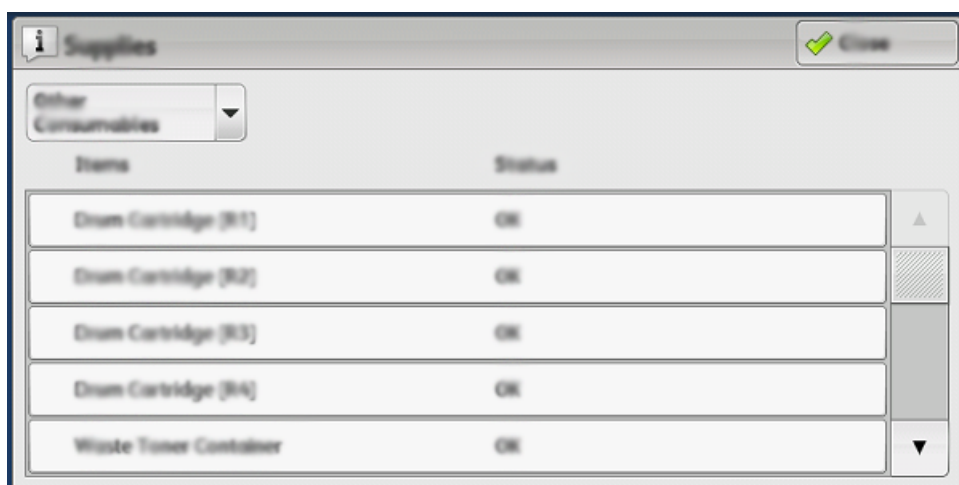 Supplies
Close
Other
Consumables
Items Status
Drum Cartridge [R1] OK
Drum Cartridge [R2] OK
Drum Cartridge [R3] OK
Drum Cartridge [R4] OK
Waste Toner Container OK